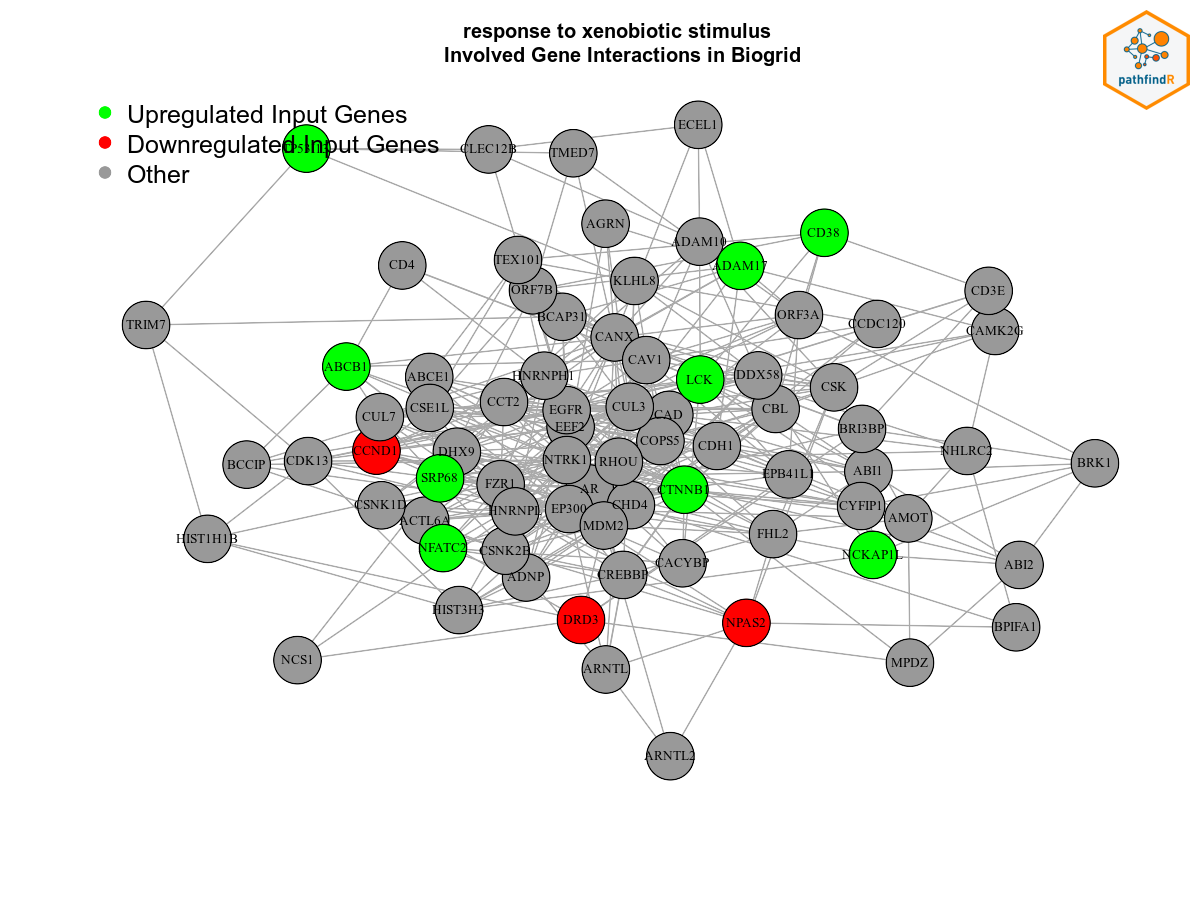 response to xenobiotic stimulus
Involved Gene Interactions in Biogrid
pathfindR
Upregulated Input Genes
Downregulated Input Genes
Other
ECEL1
CLEC12B
TMED7
AGRN
CD38
ADAM10
TEX101
CD4
ADAM17
KLHL8
ORF7B
CD3E
BCAP31
ORF3A
CCDC120
TRIM7
CAMK2G
CANX
CAV1
ABCB1
ABCE1
HNRNPH1
LCK
DDX58
CSK
CCT2
CSE1L
EGFR
CUL3
CAD
CBL
CUL7
EEF2
BRI3BP
COPS5
CDH1
CCND1
DHX9
NHLRC2
BCCIP
CDK13
NTRK1
RHOU
BRK1
ABI1
EPB41L1
SRP68
FZR1
AR
CTNNB1
CSNK1D
HNRNPL
EP300
CHD4
CYFIP1
AMOT
ACTL6A
MDM2
FHL2
HIST1H1B
NFATC2
CSNK2B
NCKAP1L
CACYBP
ABI2
ADNP
CREBBP
HIST3H3
DRD3
NPAS2
BPIFA1
NCS1
ARNTL
MPDZ
ARNTL2